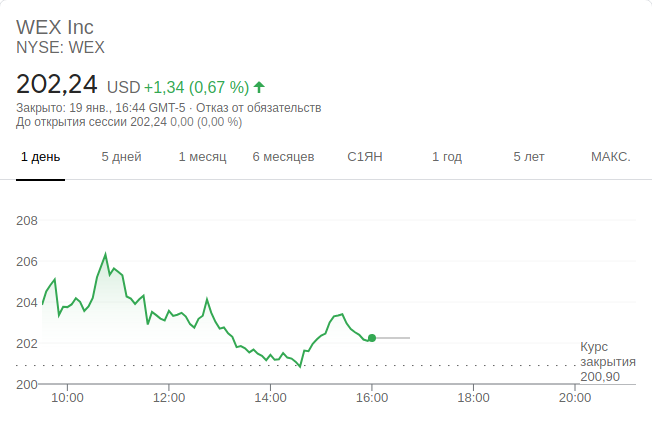 WEX Inc
NYSE: WEX
202,24 USD +1,34 (0,67 %)
Закрыто: 19 янв., 16:44 GMT-5 · Отказ от обязательств
До открытия сессии 202,24 0,00 (0,00 %)
1 день 5 дней 1 месяц 6 месяцев С1ЯН 1 год 5 лет МАКС.
208
206
204
202
200
Курс
закрытия
200,90
10:00 12:00 14:00 16:00 18:00 20:00